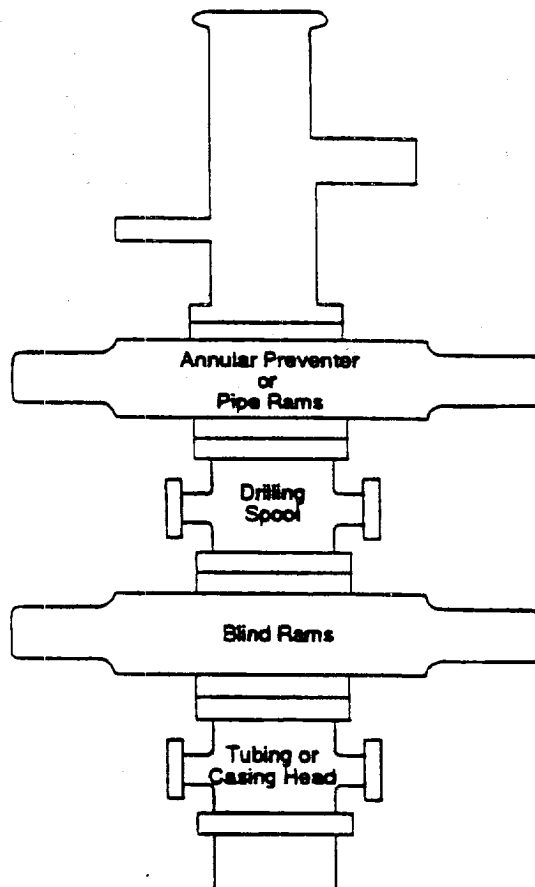 Annular Preventer
or
Pipe Rams
Drilling
Spool
Blind Rams
Tubing or
Casing Head